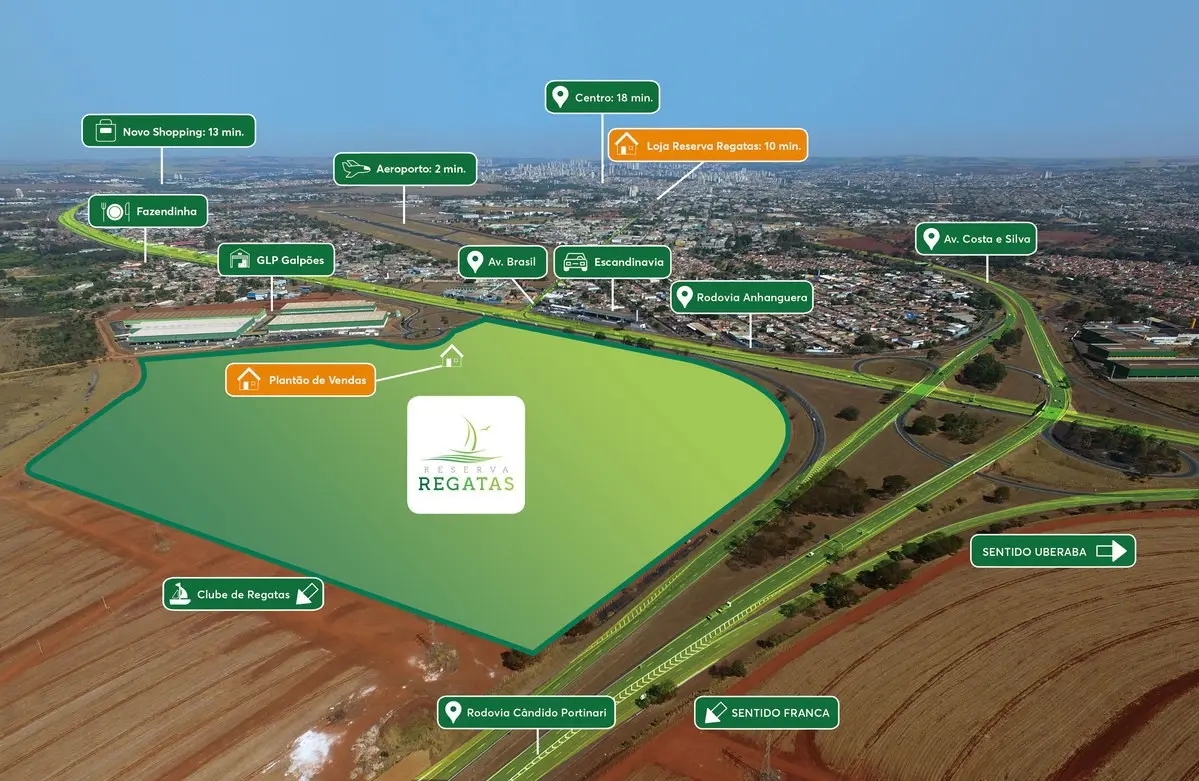 Centro: 18 min.
Novo Shopping: 13 min.
Loja Reserva Regatas: 10 min.
Aeroporto: 2 min.
Fazendinha
Av. Costa e Silva
GLP Galpões
Av. Brasil
Escandinavia
Rodovia Anhanguera
Plantão de Vendas
RESERVA
REGATAS
SENTIDO UBERABA
Clube de Regatas
Rodovia Cândido Portinari
SENTIDO FRANCA